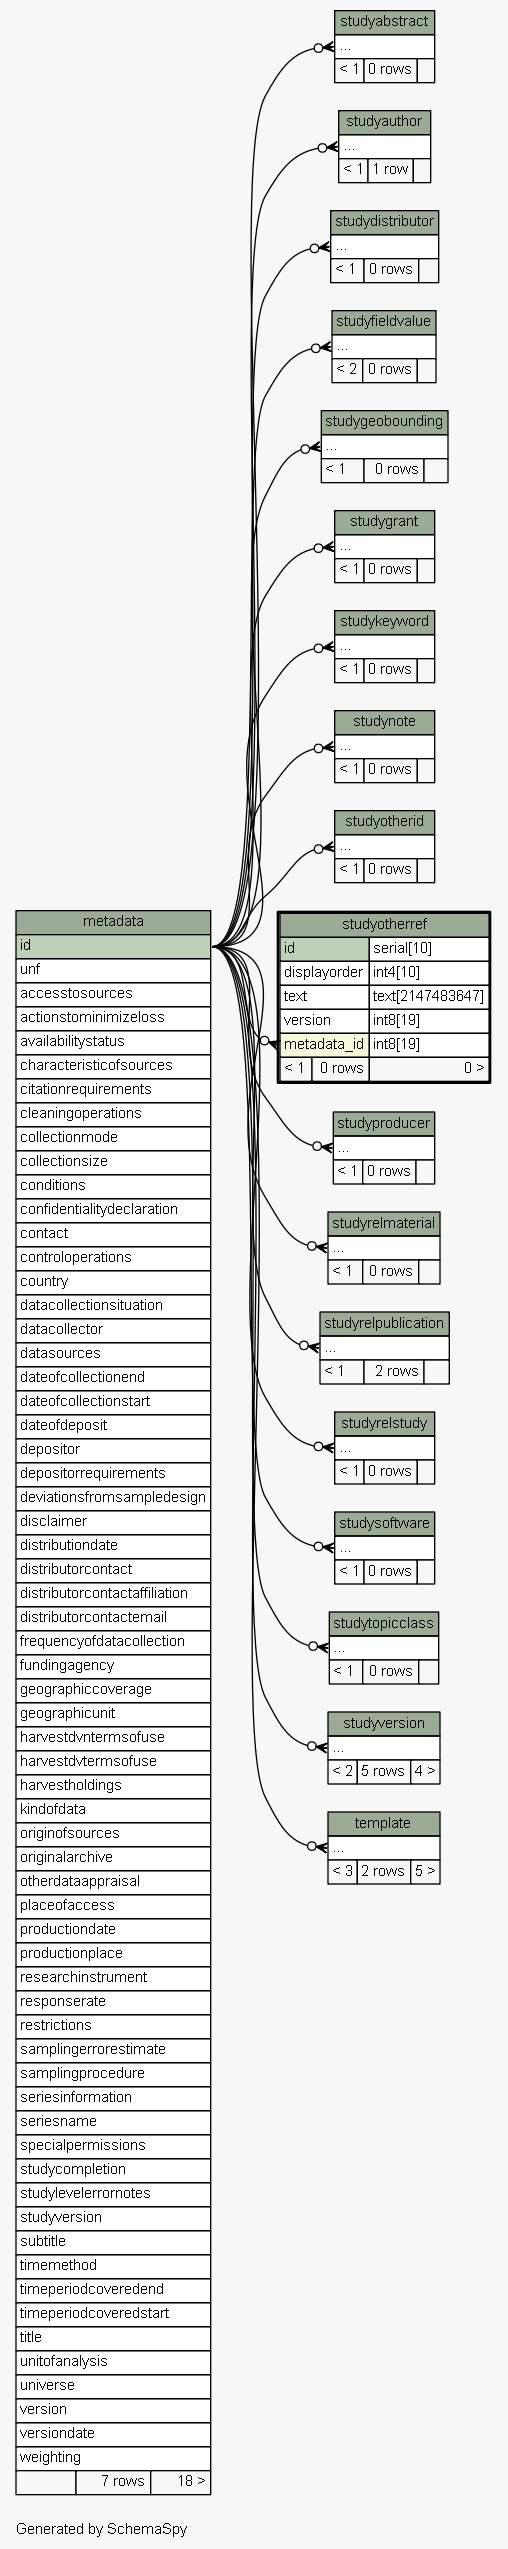 studyabstract
...
< 1 0 rows
studyauthor
...
< 1 1 row
studydistributor
...
< 1 0 rows
studyfieldvalue
...
< 2 0 rows
studygeobounding
...
< 1 0 rows
studygrant
...
< 1 0 rows
studykeyword
...
< 1 0 rows
studynote
...
< 1 0 rows
studyotherid
...
< 1 0 rows
studyotherref
id serial[10]
displayorder int4[10]
text text[2147483647]
version int8[19]
metadata_id int8[19]
< 1 0 rows 0 >
studyproducer
...
< 1 0 rows
studyrelmaterial
...
< 1 0 rows
studyrelpublication
...
< 1 2 rows
studyrelstudy
...
< 1 0 rows
studysoftware
...
< 1 0 rows
studytopicclass
...
< 1 0 rows
studyversion
...
< 2 5 rows 4 >
template
...
< 3 2 rows 5 >
metadata
id
unf
accesstosources
actionstominimizeloss
availabilitystatus
characteristicofsources
citationrequirements
cleaningoperations
collectionmode
collectionsize
conditions
confidentialitydeclaration
contact
controloperations
country
datacollectionsituation
datacollector
datasources
dateofcollectionend
dateofcollectionstart
dateofdeposit
depositor
depositorrequirements
deviationsfromsampledesign
disclaimer
distributiondate
distributorcontact
distributorcontactaffiliation
distributorcontactemail
frequencyofdatacollection
fundingagency
geographiccoverage
geographicunit
harvestdvntermsofuse
harvestdvtermsofuse
harvestholdings
kindofdata
originofsources
originalarchive
otherdataappraisal
placeofaccess
productiondate
productionplace
researchinstrument
responserate
restrictions
samplingerrorestimate
samplingprocedure
seriesinformation
seriesname
specialpermissions
studycompletion
studylevelerrornotes
studyversion
subtitle
timemethod
timeperiodcoveredend
timeperiodcoveredstart
title
unitofanalysis
universe
version
versiondate
weighting
7 rows 18 >
Generated by SchemaSpy